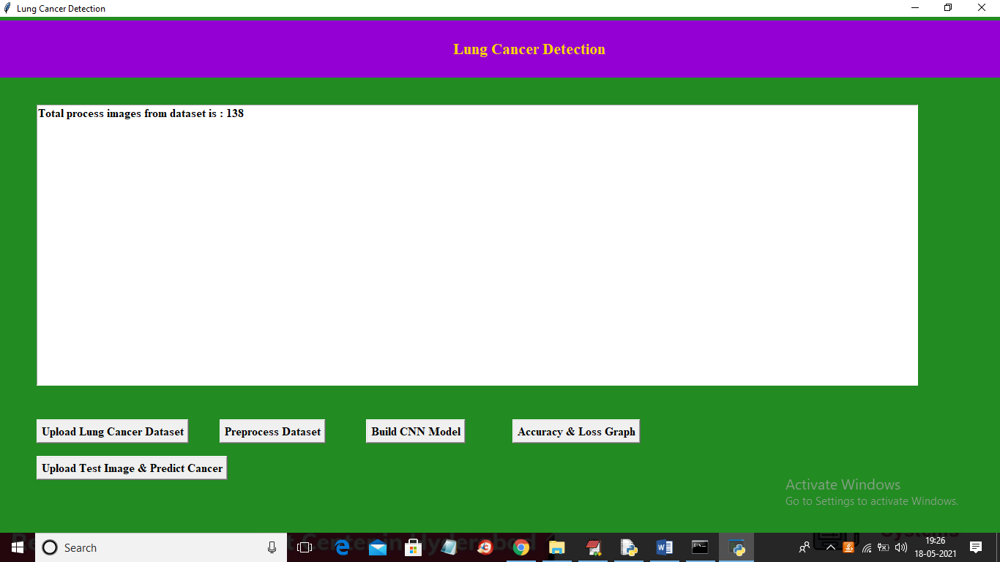 Lung Cancer Detection
Lung Cancer Detection
Total process images from dataset is : 138
Upload Lung Cancer Dataset Preprocess Dataset Build CNN Model Accuracy & Loss Graph
Upload Test Image & Predict Cancer
Activate Windows
Go to Settings to activate Windows.
Search
19:26
18-05-2021